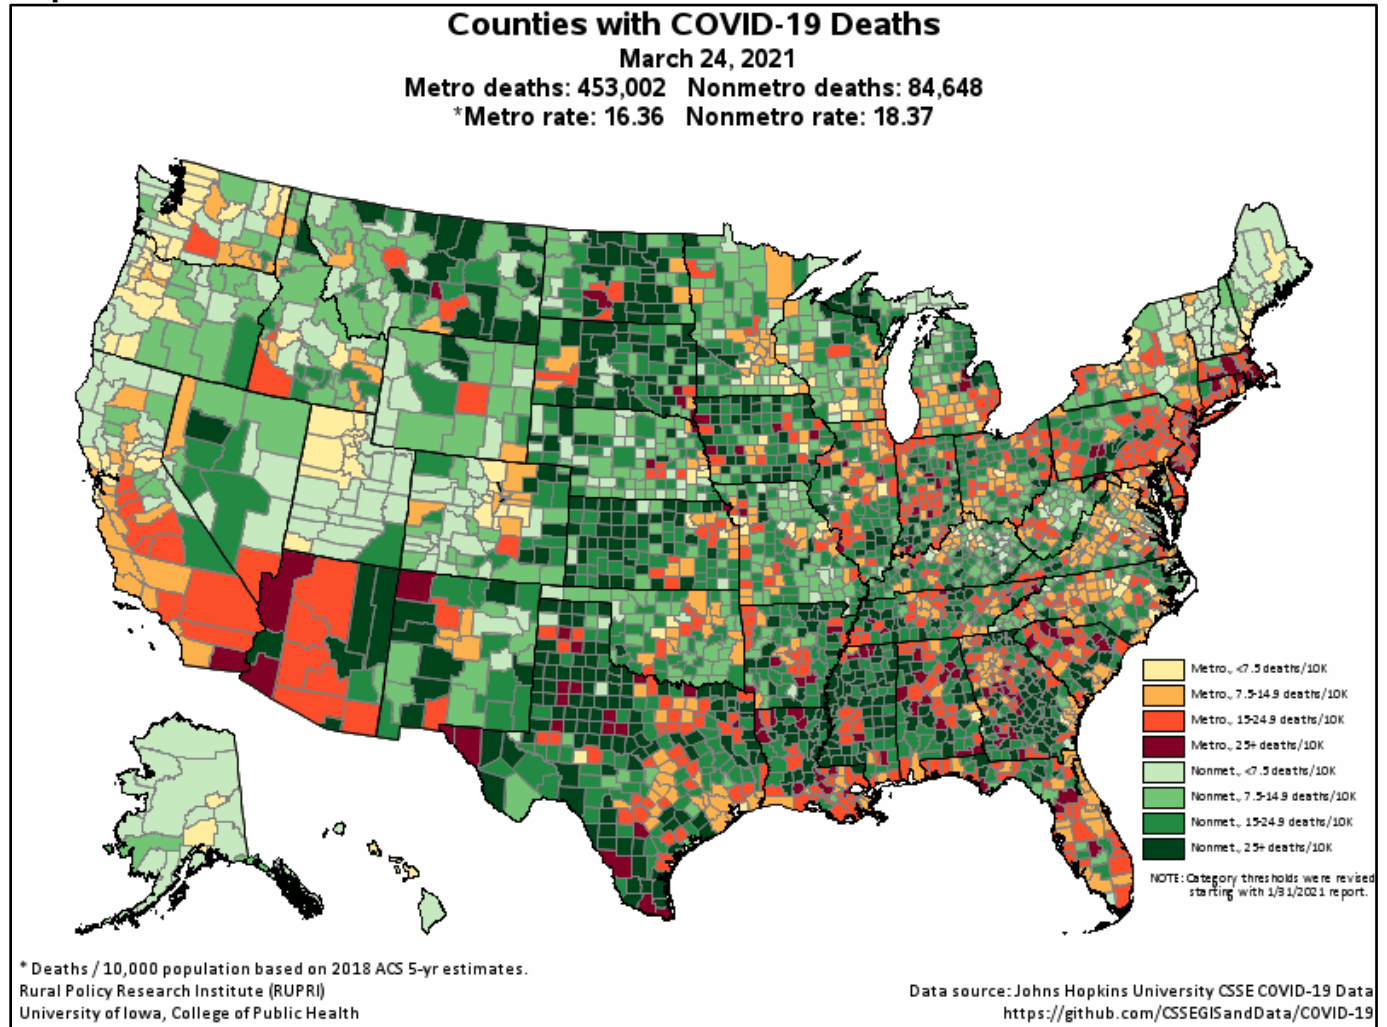 Counties with COVID-19 Deaths
March 24, 2021
Metro deaths: 453,002 Nonmetro deaths: 84,648
*Metro rate: 16.36 Nonmetro rate: 18.37
Metro., <7.5 deaths/10K
Metro., 7.5-14.9 deaths/10K
Metro., 15-24.9 deaths/10K
Metro., 25+ deaths/10K
Nonmet., <7.5 deaths/10K
Nonmet., 7.5-14.9 deaths/10K
Nonmet., 15-24.9 deaths/10K
Nonmet., 25+ deaths/10K
NOTE: Category thresholds were revised
starting with 1/31/2021 report.
* Deaths / 10,000 population based on 2018 ACS 5-yr estimates.
Rural Policy Research Institute (RUPRI)
University of Iowa, College of Public Health
Data source: Johns Hopkins University CSSE COVID-19 Data
https://github.com/CSSEGISandData/COVID-19